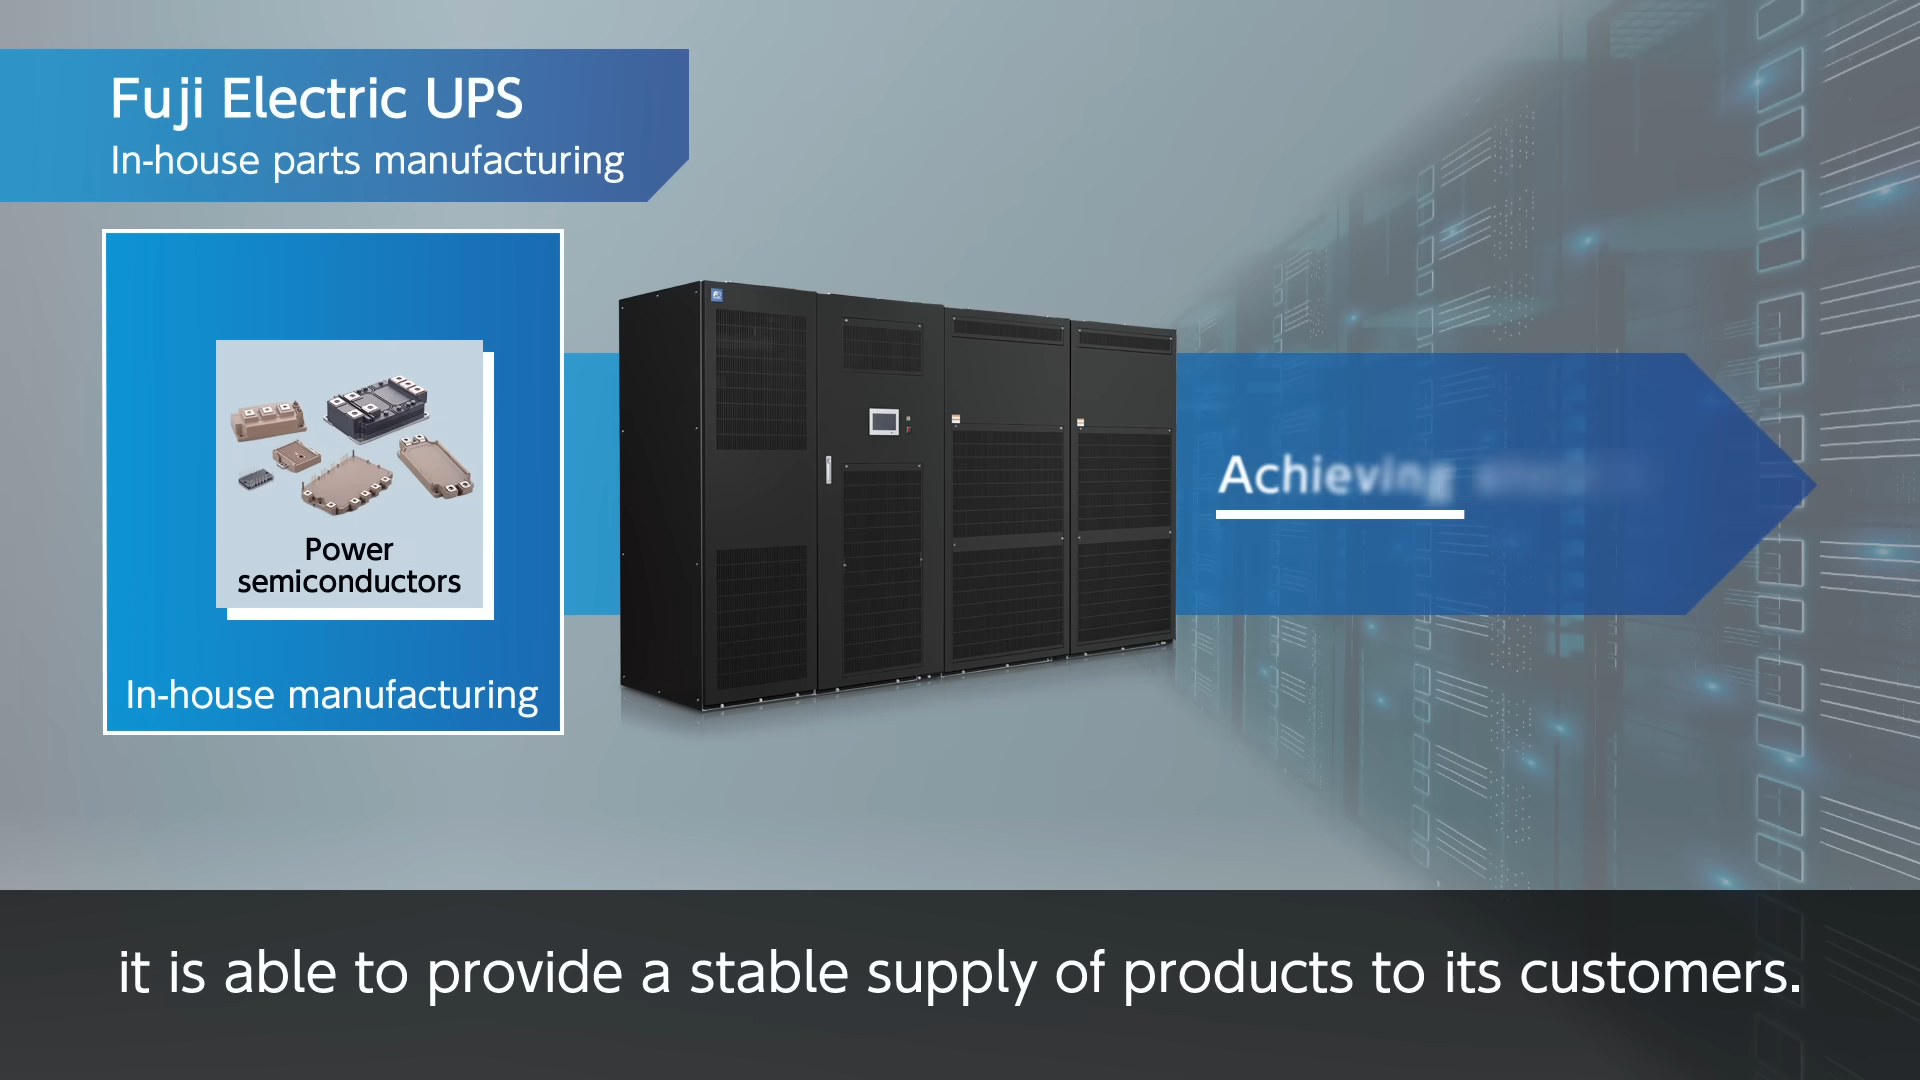 Fuji Electric UPS
In-house parts manufacturing
Power
semiconductors
In-house manufacturing
Achieving
it is able to provide a stable supply of products to its customers.